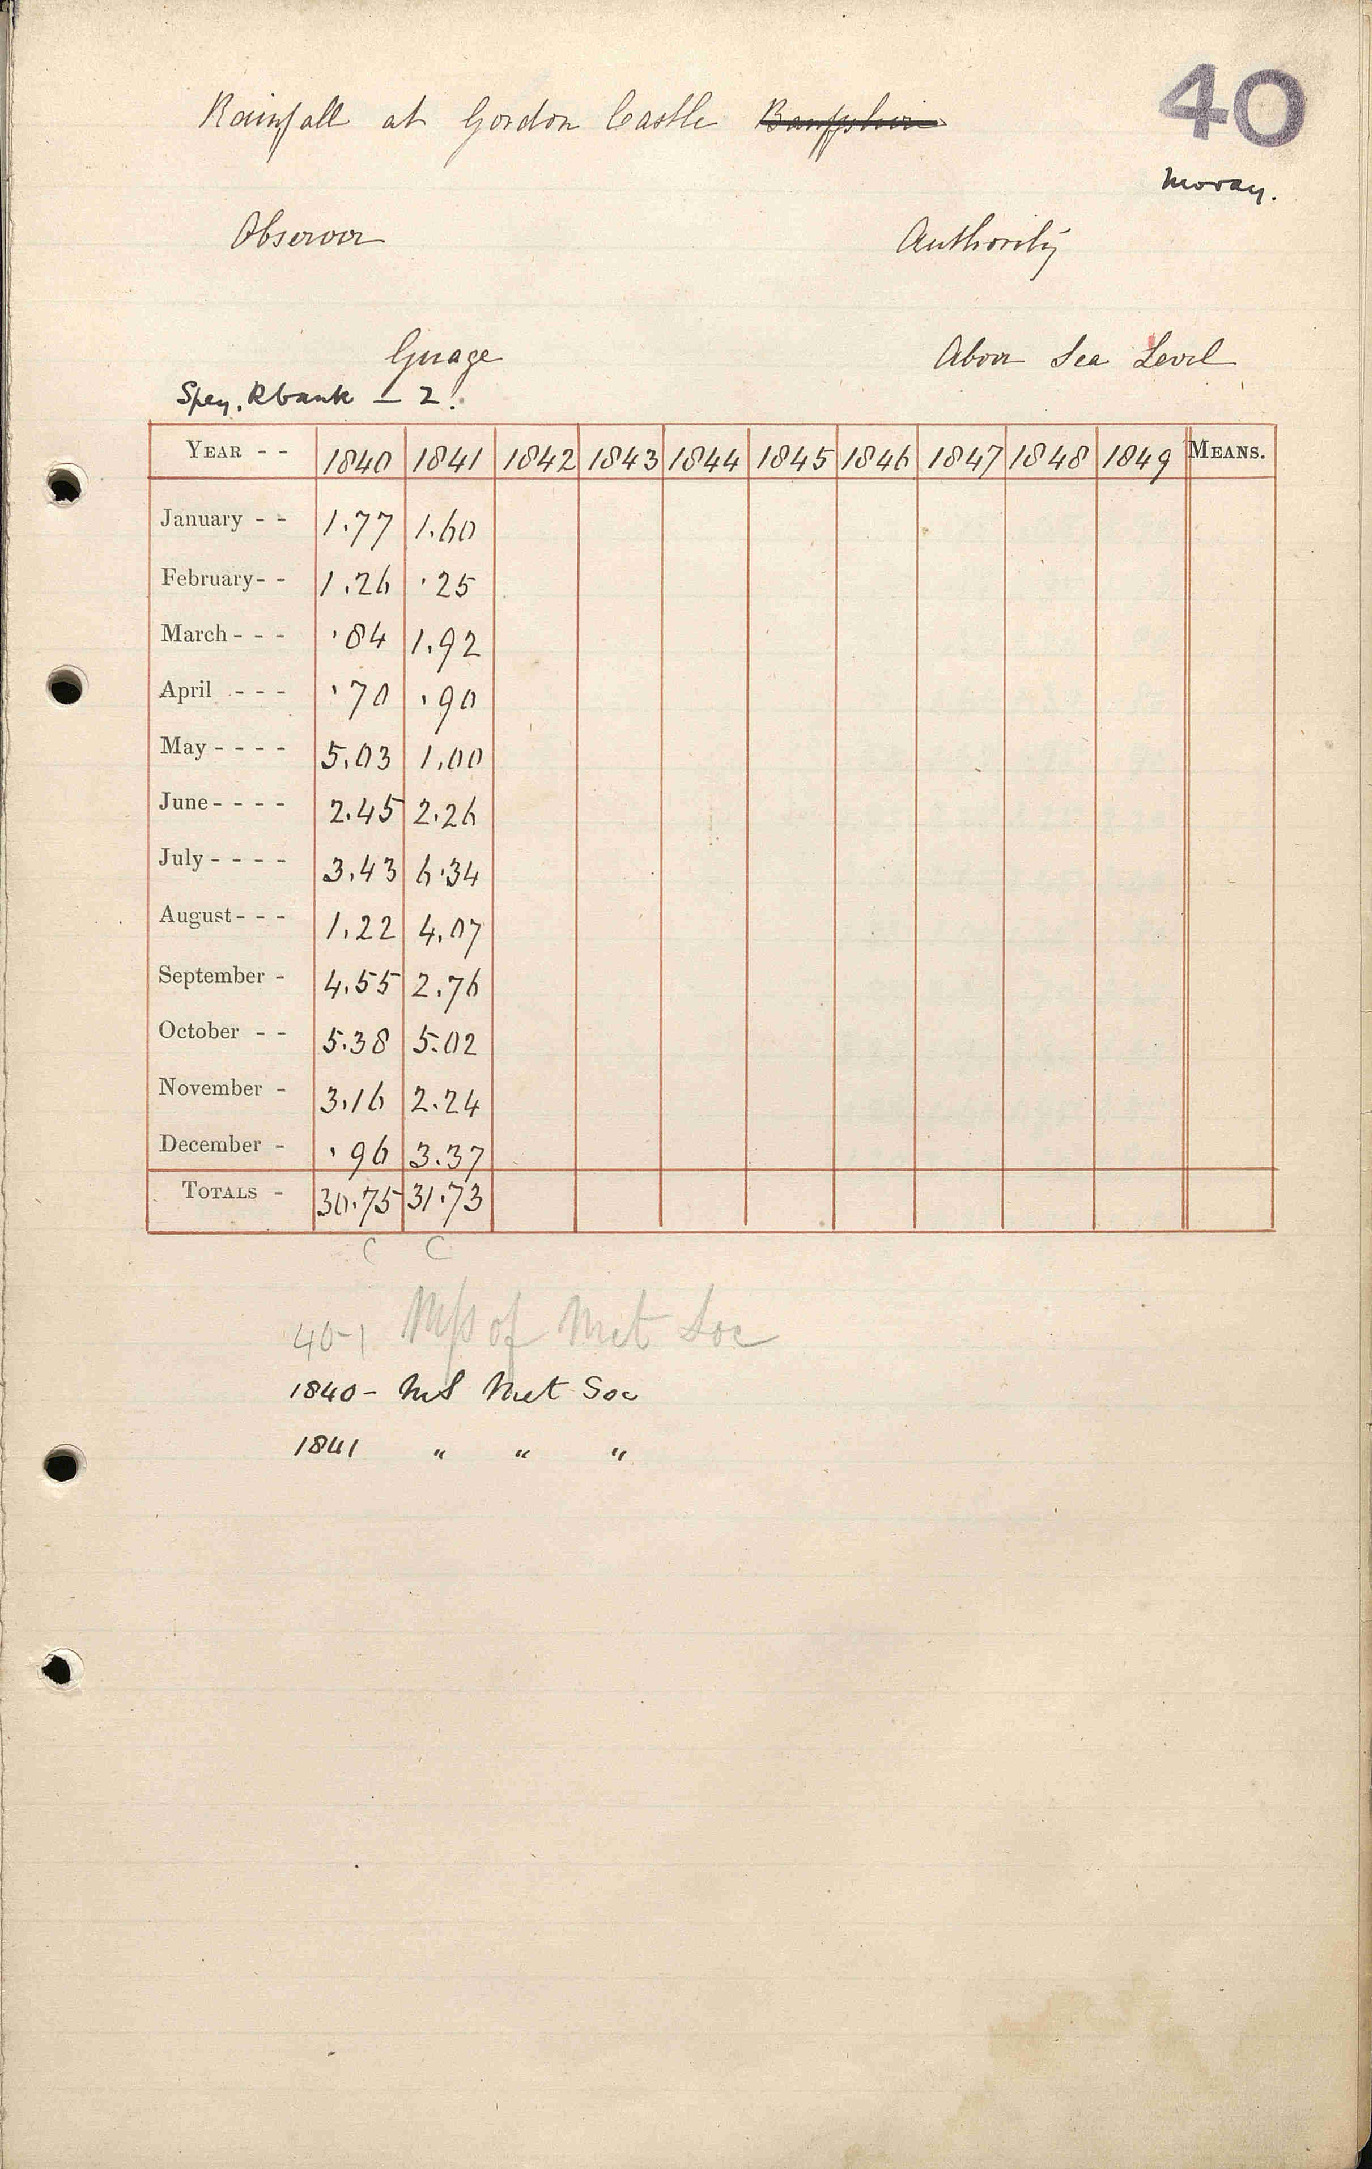 40
Rainfall at Gordon Castle Banffshire
Moray.
Observer Authority
Guage Above Sea Level
Spey. R bank – 2.
YEAR - - 1840 1841 1842 1843 1844 1845 1846 1847 1848 1849 MEANS.
January - - 1.77 1.60
February - - 1.26 .25
March - - - .84 1.92
April - - - .70 .90
May - - - - 5.03 1.00
June - - - - 2.45 2.26
July - - - - 3.43 6.34
August - - - 1.22 4.07
September - 4.55 2.76
October - - 5.38 5.02
November - 3.16 2.24
December - .96 3.37
TOTALS - 30.75 31.73
C C
40-1 Mss of Met Soc
1840 - MS Met Soc
1841 " " "